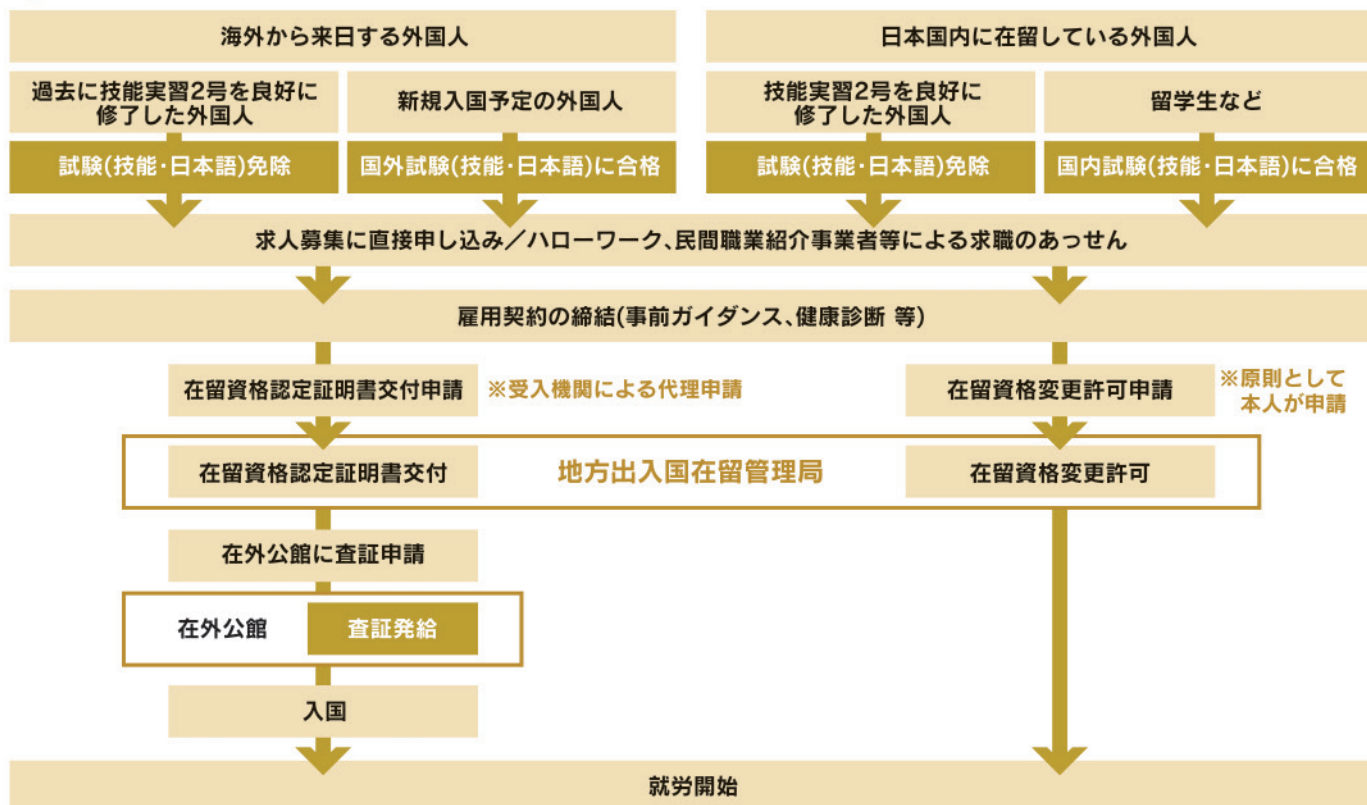 海外から来日する外国人
日本国内に在留している外国人
過去に技能実習2号を良好に
修了した外国人
新規入国予定の外国人
技能実習2号を良好に
修了した外国人
留学生など
試験(技能・日本語)免除
国外試験(技能・日本語)に合格
試験(技能・日本語)免除
国内試験(技能・日本語)に合格
求人募集に直接申し込み／ハローワーク、民間職業紹介事業者等による求職のあっせん
雇用契約の締結(事前ガイダンス、健康診断 等)
在留資格認定証明書交付申請
※受入機関による代理申請
在留資格変更許可申請
※原則として
本人が申請
在留資格認定証明書交付
地方出入国在留管理局
在留資格変更許可
在外公館に査証申請
在外公館
査証発給
入国
就労開始